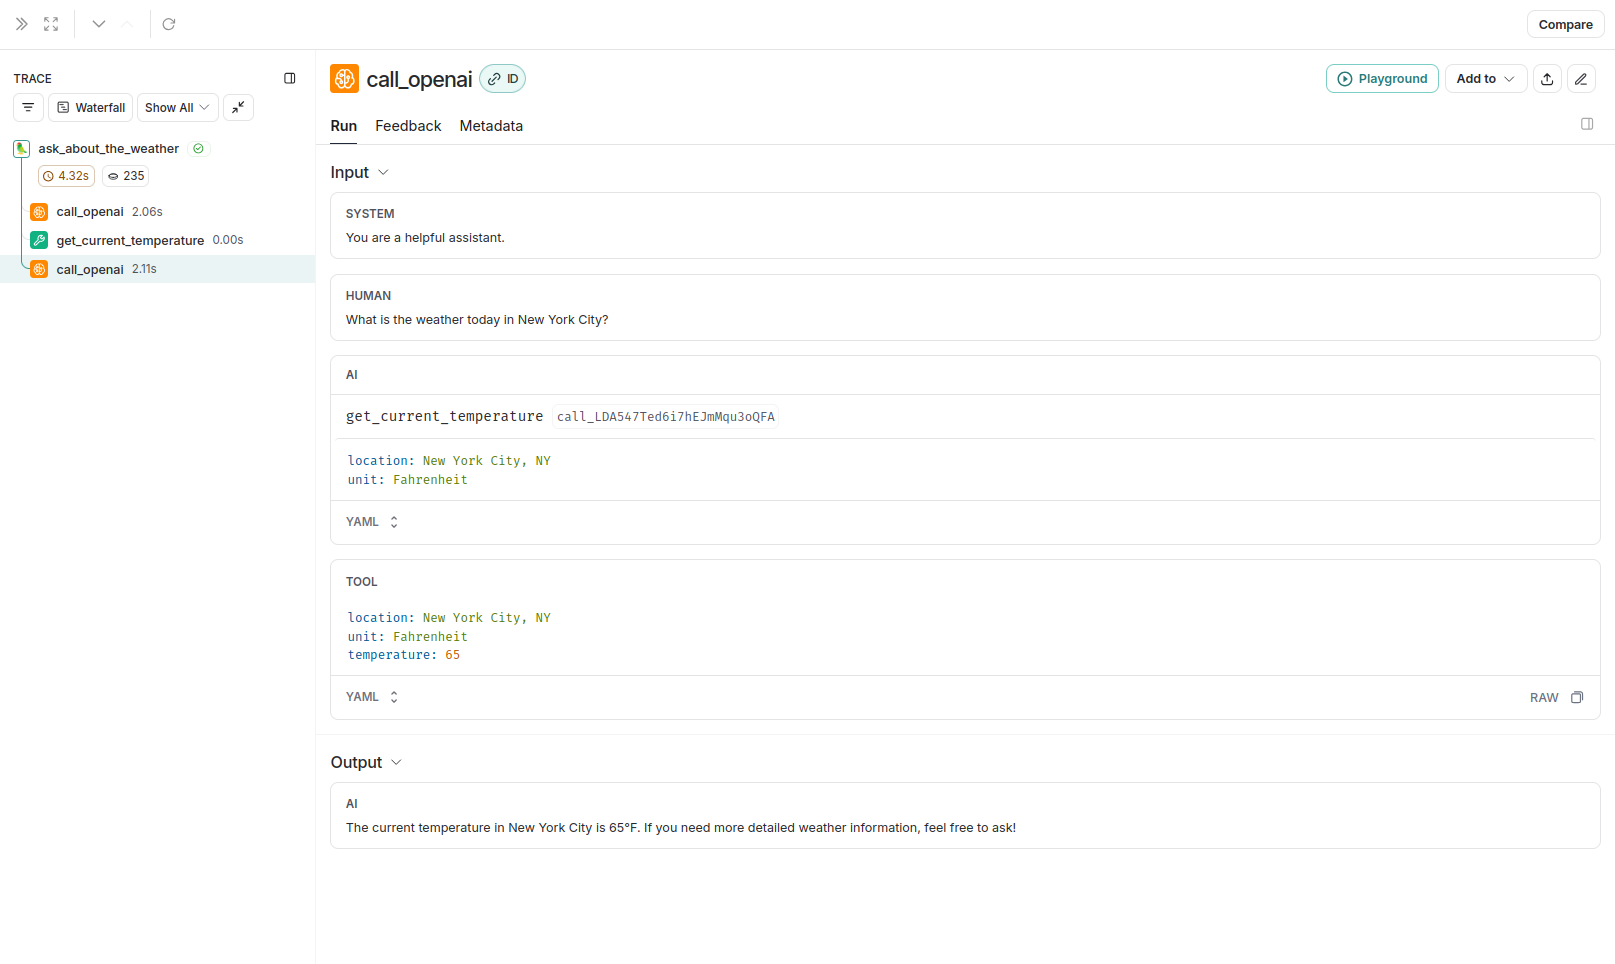 Compare
TRACE
Waterfall
Show All
ask_about_the_weather
4.32s
235
call_openai 2.06s
get_current_temperature 0.00s
call_openai 2.11s
call_openai
ID
Playground
Add to
Run Feedback Metadata
Input
SYSTEM
You are a helpful assistant.
HUMAN
What is the weather today in New York City?
AI
get_current_temperature call_LDA547Ted6i7hEJmMqu3oQFA
location: New York City, NY
unit: Fahrenheit
YAML
TOOL
location: New York City, NY
unit: Fahrenheit
temperature: 65
YAML
RAW
Output
AI
The current temperature in New York City is 65°F. If you need more detailed weather information, feel free to ask!